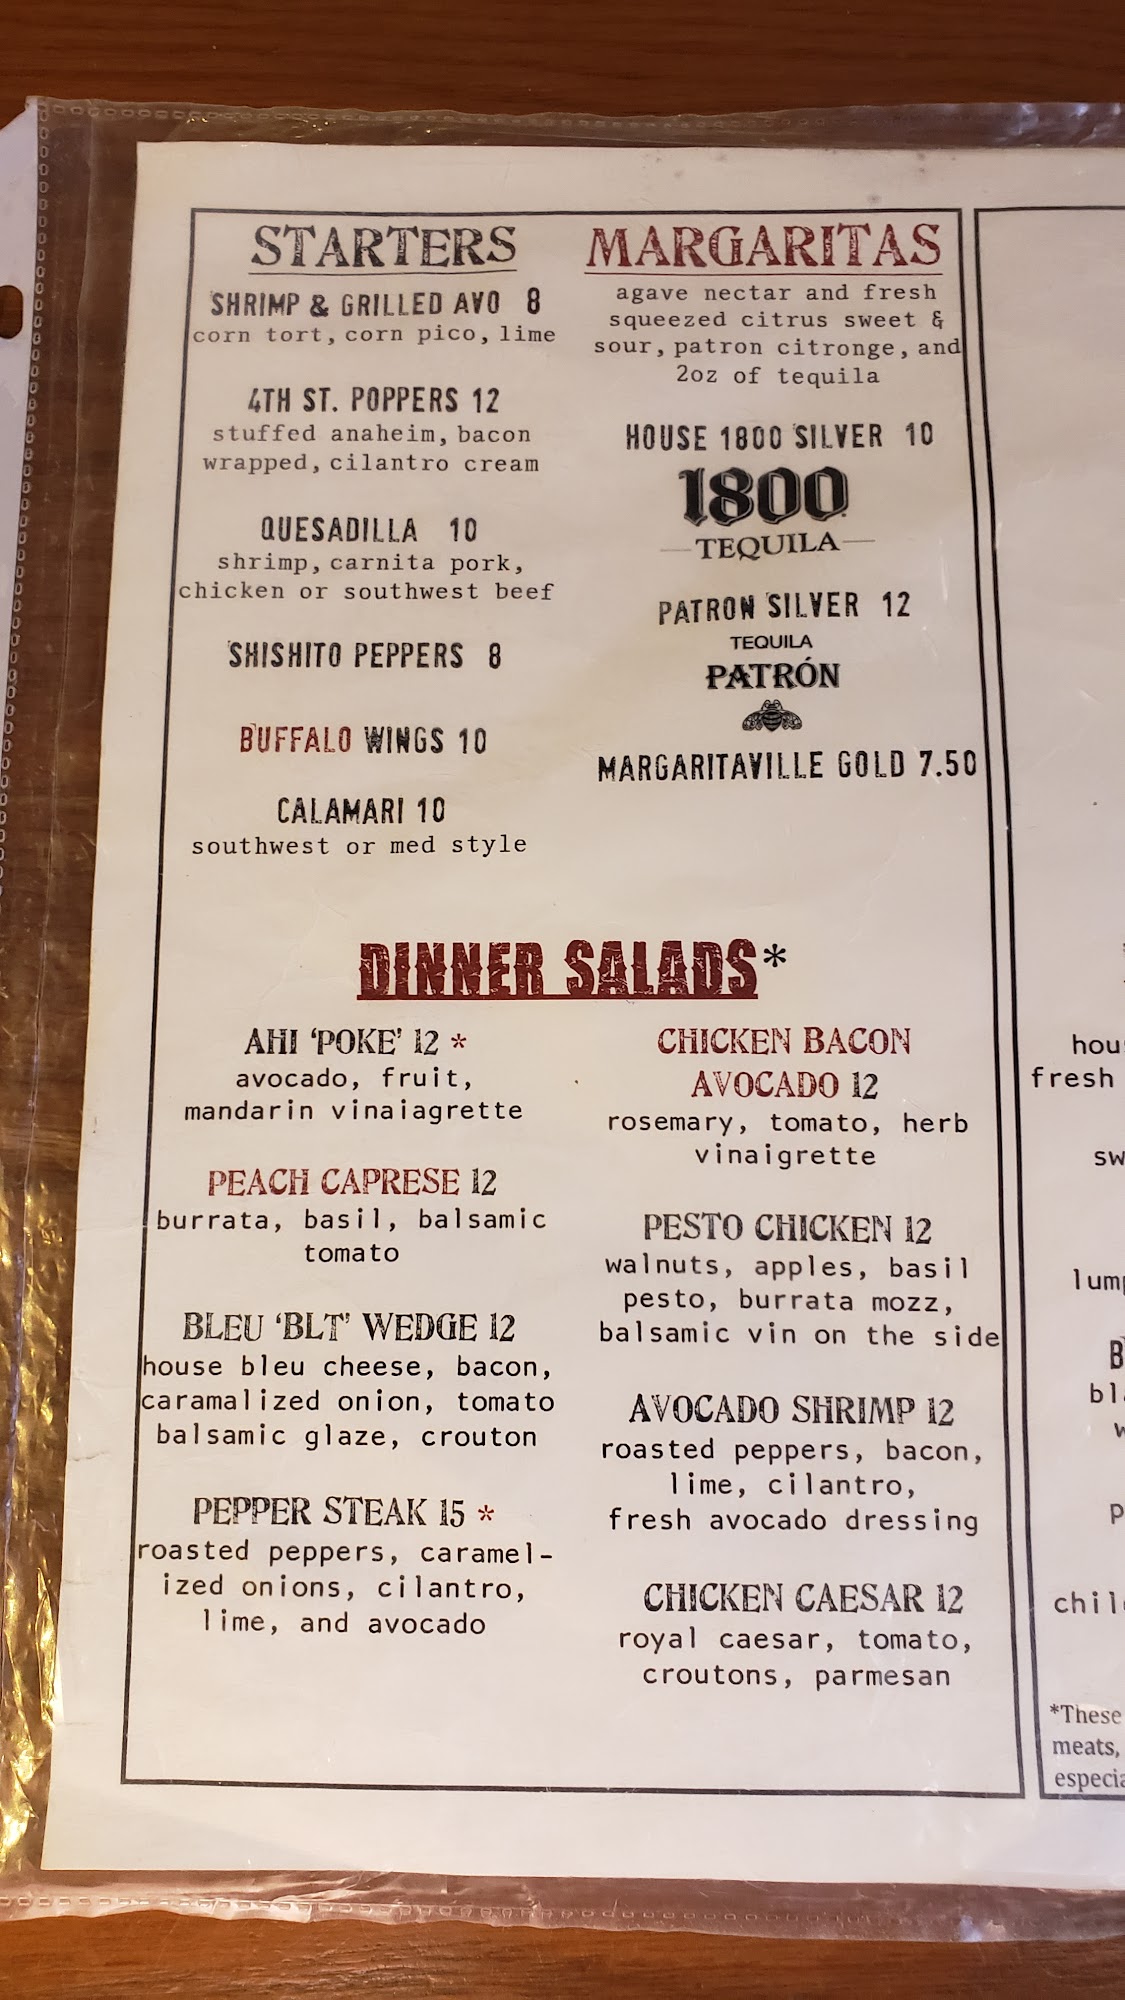 STARTERS
SHRIMP & GRILLED AVO 8
corn tort, corn pico, lime
4TH ST. POPPERS 12
stuffed anaheim, bacon
wrapped, cilantro cream
QUESADILLA 10
shrimp, carnita pork,
chicken or southwest beef
SHISHITO PEPPERS 8
BUFFALO WINGS 10
CALAMARI 10
southwest or med style
MARGARITAS
agave nectar and fresh
squeezed citrus sweet &
sour, patron citronge, and
2oz of tequila
HOUSE 1800 SILVER 10
1800
TEQUILA
PATRON SILVER 12
TEQUILA
PATRÓN
MARGARITAVILLE GOLD 7.50
DINNER SALADS*
AHI 'POKE' 12 *
avocado, fruit,
mandarin vinaiagrette
PEACH CAPRESE 12
burrata, basil, balsamic
tomato
BLEU 'BLT' WEDGE 12
house bleu cheese, bacon,
caramalized onion, tomato
balsamic glaze, crouton
PEPPER STEAK 15 *
roasted peppers, caramel-
ized onions, cilantro,
lime, and avocado
CHICKEN BACON
AVOCADO 12
rosemary, tomato, herb
vinaigrette
PESTO CHICKEN 12
walnuts, apples, basil
pesto, burrata mozz,
balsamic vin on the side
AVOCADO SHRIMP 12
roasted peppers, bacon,
lime, cilantro,
fresh avocado dressing
CHICKEN CAESAR 12
royal caesar, tomato,
croutons, parmesan
fresh
*These
meats,